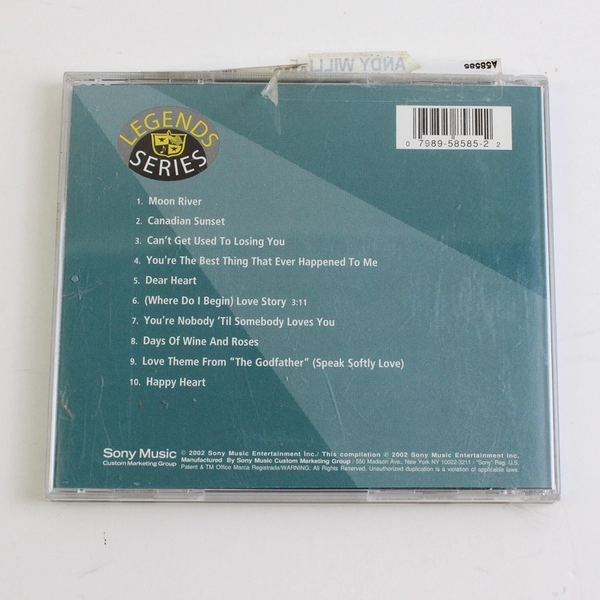 ANDY WILLI
A58585
LEGENDS
SERIES
0 7989-58585-2 2
1. Moon River
2. Canadian Sunset
3. Can't Get Used To Losing You
4. You're The Best Thing That Ever Happened To Me
5. Dear Heart
6. (Where Do I Begin) Love Story 3:11
7. You're Nobody 'Til Somebody Loves You
8. Days Of Wine And Roses
9. Love Theme From "The Godfather" (Speak Softly Love)
10. Happy Heart
Sony Music
Custom Marketing Group
© 2002 Sony Music Entertainment Inc./ This compilation ℗ 2002 Sony Music Entertainment Inc.
Manufactured By Sony Music Custom Marketing Group / 550 Madison Ave., New York NY 10022-3211 / "Sony" Reg. U.S.
Patent & TM Office Marca Registrada/WARNING: All Rights Reserved. Unauthorized duplication is a violation of applicable laws.